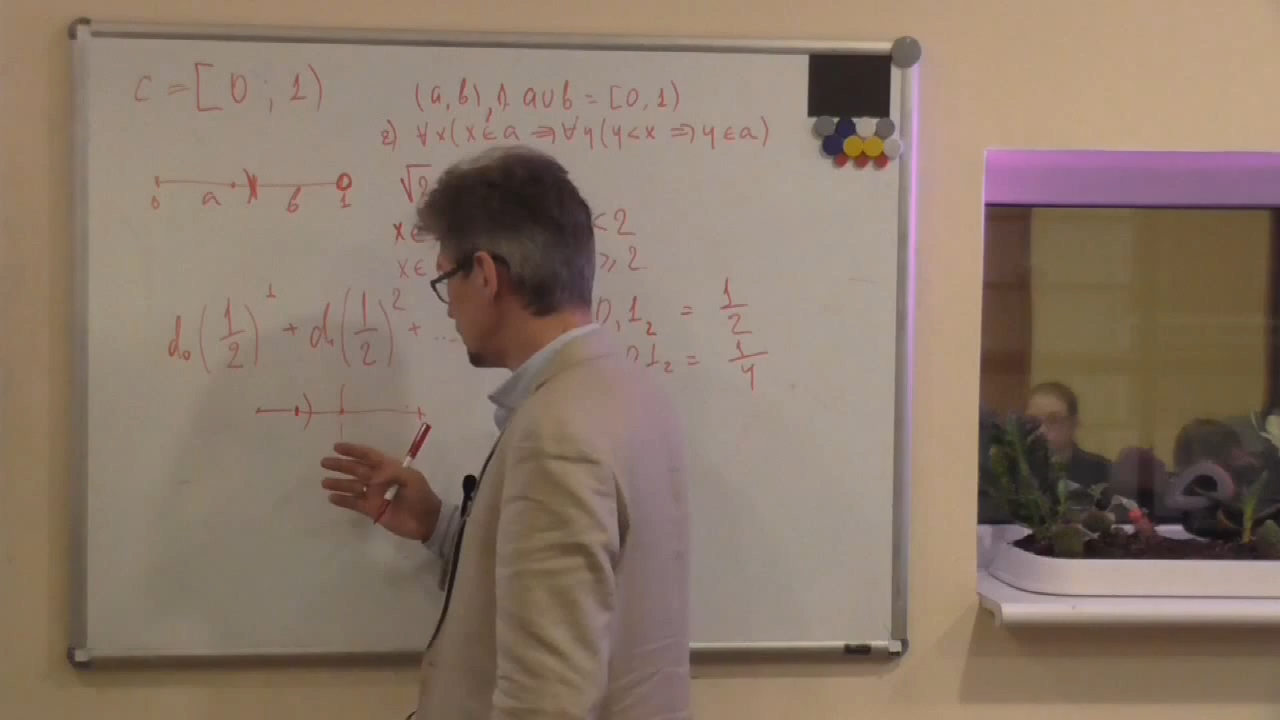 C = [0 ; 1)
(a, b), 1) a∪b = [0, 1)
2) ∀x(x∈a ⇒ ∀y(y<x ⇒ y∈a)
0 a b 1
√2
x∈ < 2
x∈ ⩾ 2
d₀(1/2)¹ + d₁(1/2)² + ...
0,1₂ = 1/2
01₂ = 1/4